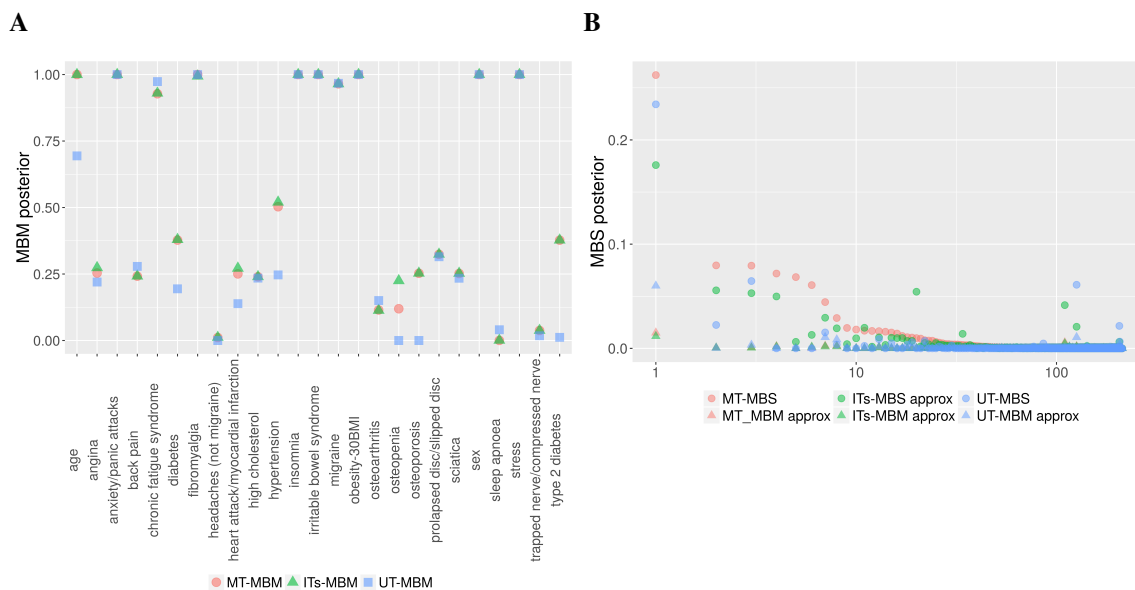 A
B
MBM posterior
1.00
0.75
0.50
0.25
0.00
age
angina
anxiety/panic attacks
back pain
chronic fatigue syndrome
diabetes
fibromyalgia
headaches (not migraine)
heart attack/myocardial infarction
high cholesterol
hypertension
insomnia
irritable bowel syndrome
migraine
obesity-30BMI
osteoarthritis
osteopenia
osteoporosis
prolapsed disc/slipped disc
sciatica
sex
sleep apnoea
stress
trapped nerve/compressed nerve
type 2 diabetes
MT-MBM ITs-MBM UT-MBM
MBS posterior
0.2
0.1
0.0
1 10 100
MT-MBS ITs-MBS approx UT-MBS
MT_MBM approx ITs-MBM approx UT-MBM approx